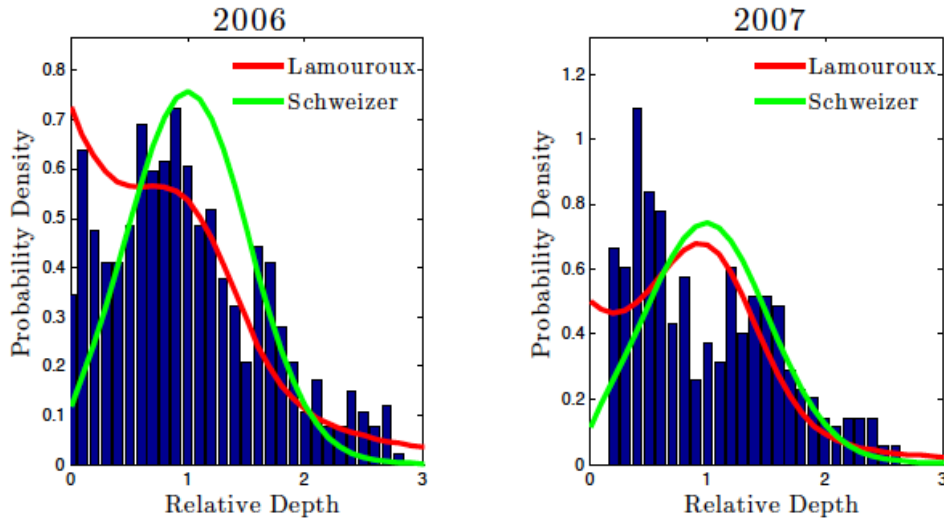 2006
Lamouroux
Schweizer
Probability Density
0.8
0.7
0.6
0.5
0.4
0.3
0.2
0.1
0
0 1 2 3
Relative Depth
2007
Lamouroux
Schweizer
Probability Density
1.2
1
0.8
0.6
0.4
0.2
0
0 1 2 3
Relative Depth